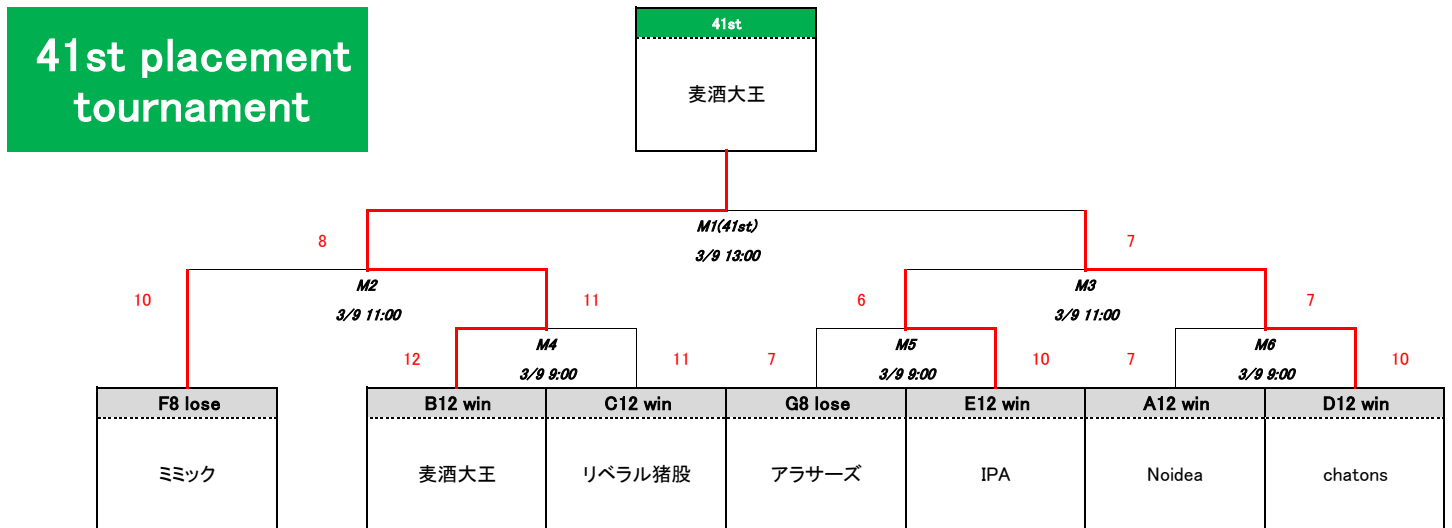 41st placement
tournament
41st
麦酒大王
M1(41st)
8
7
3/9 13:00
M2
M3
10
11
6
7
3/9 11:00
3/9 11:00
M4
M5
M6
12
11
7
10
7
10
3/9 9:00
3/9 9:00
3/9 9:00
F8 lose
B12 win
C12 win
G8 lose
E12 win
A12 win
D12 win
ミミック
麦酒大王
リベラル猪股
アラサーズ
IPA
Noidea
chatons